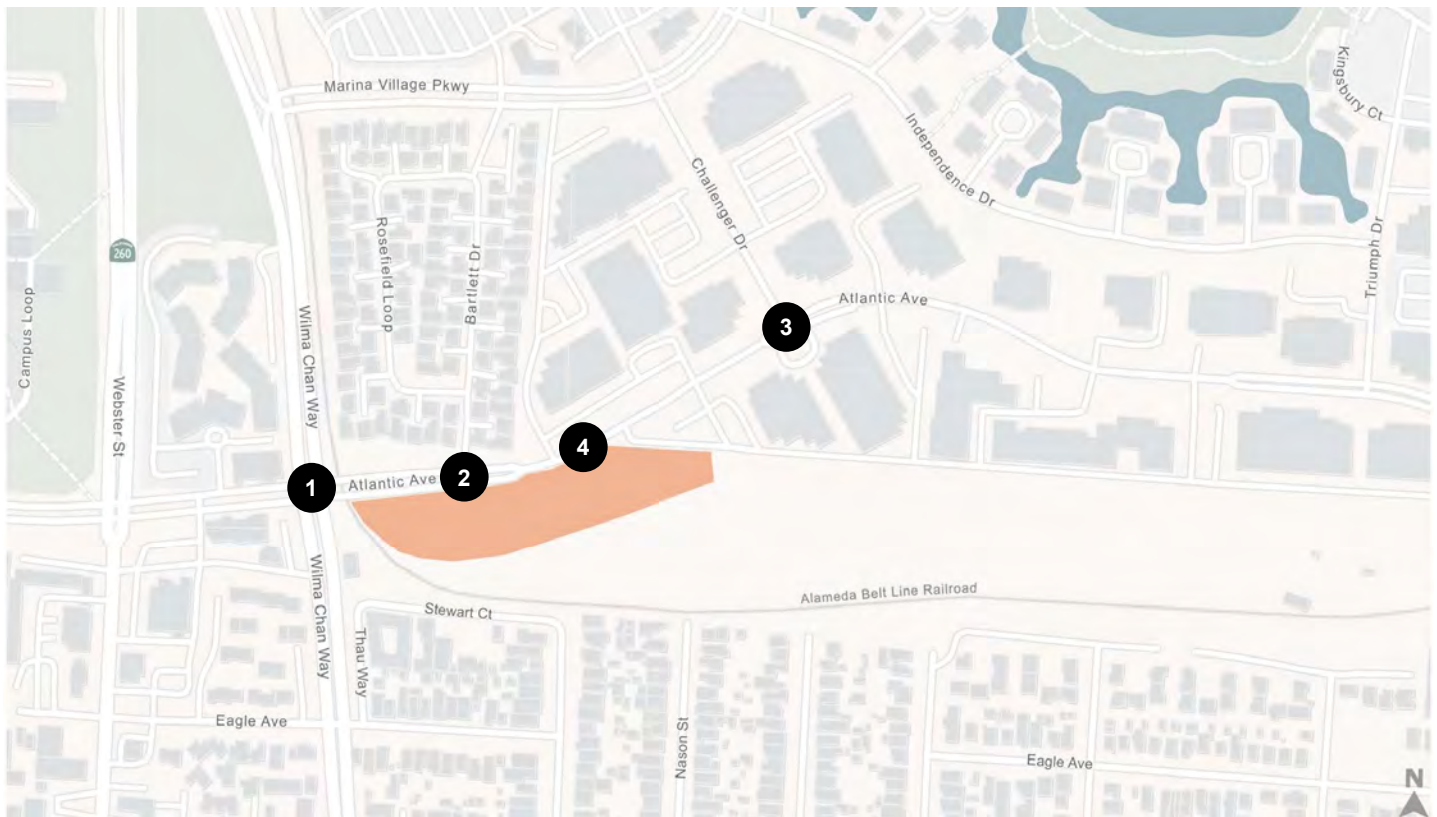 Marina Village Pkwy
Kingsbury Ct
Independence Dr
Challenger Dr
Rosefield Loop
Bartlett Dr
260
Triumph Dr
Campus Loop
Wilma Chan Way
Atlantic Ave
3
Webster St
4
2
1
Atlantic Ave
Wilma Chan Way
Alameda Belt Line Railroad
Stewart Ct
Thau Way
Nason St
Eagle Ave
Eagle Ave
N